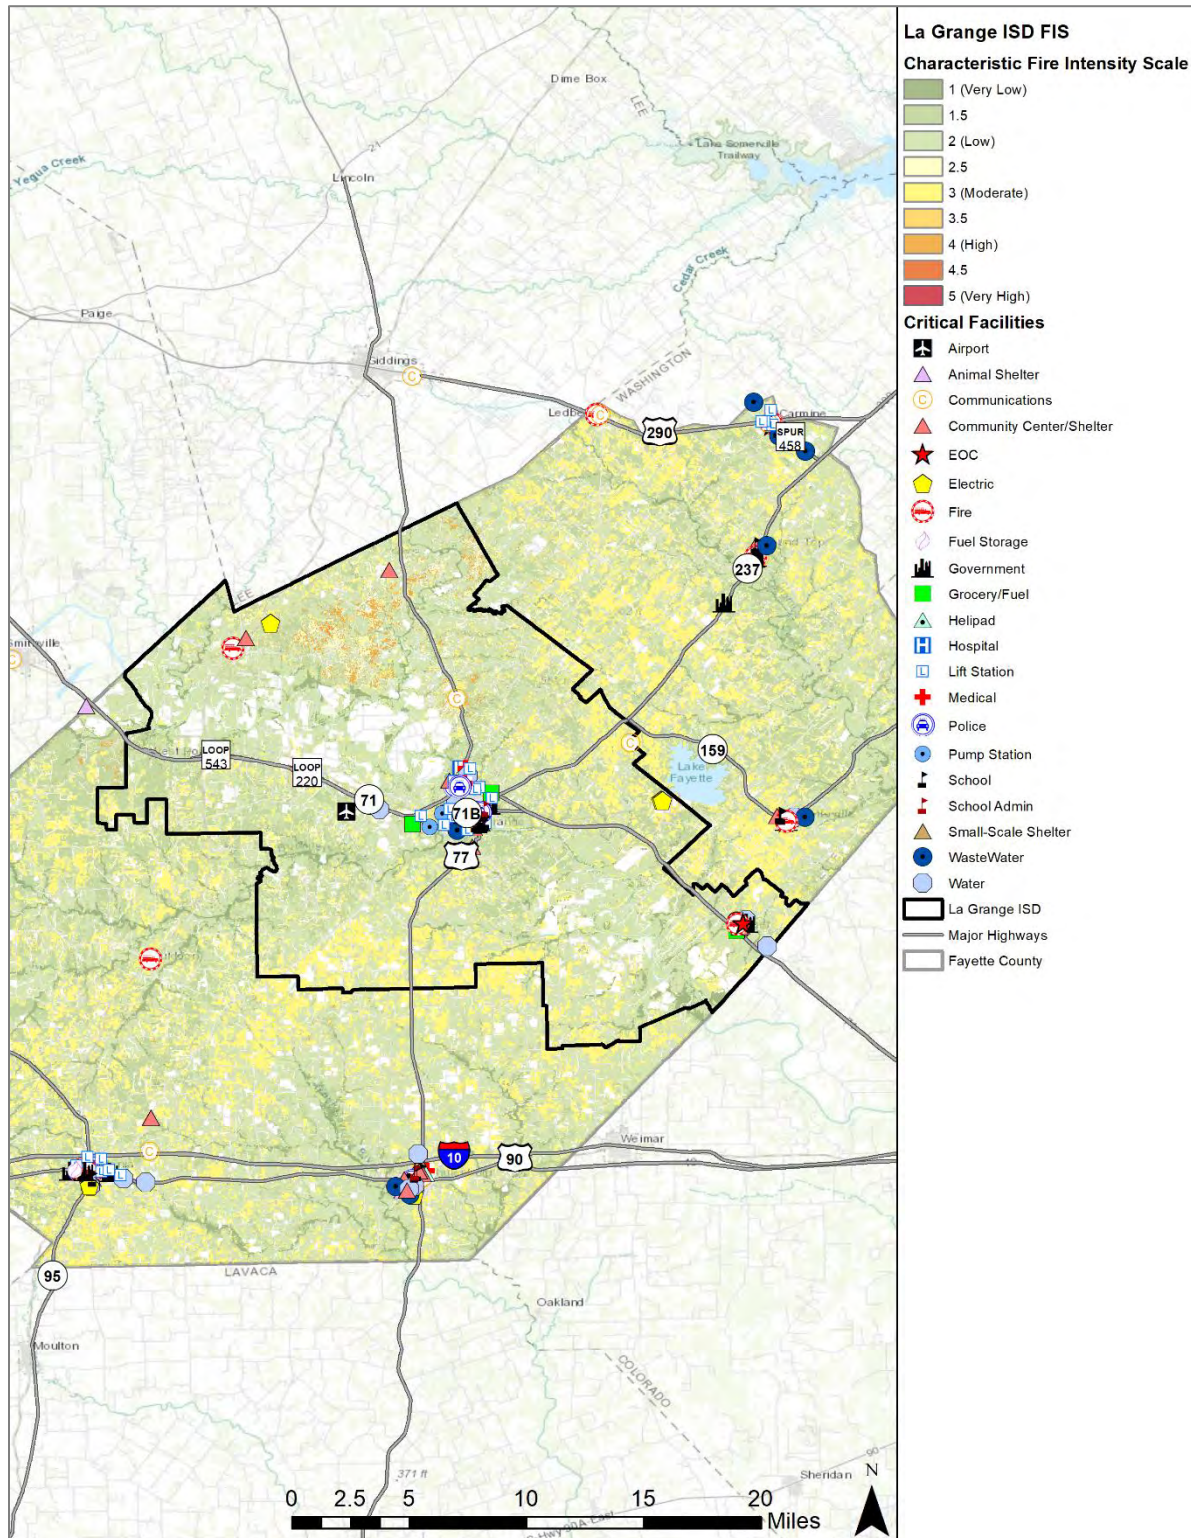 Dime Box
LEE
Lake Somerville
Trailway
Yegua Creek
21
Lincoln
Cedar Creek
Paige
Giddings
WASHINGTON
C
Ledbe
C
290
Carmine
SPUR
458
237
LEE
Smithville
LOOP
543
LOOP
220
159
Lake
Fayette
71
71B
77
Weimar
10
90
LAVACA
95
Oakland
Moulton
COLORADO
371 ft
90
Sheridan
N
0 2.5 5 10 15 20
Miles
La Grange ISD FIS
Characteristic Fire Intensity Scale
1 (Very Low)
1.5
2 (Low)
2.5
3 (Moderate)
3.5
4 (High)
4.5
5 (Very High)
Critical Facilities
Airport
Animal Shelter
C Communications
Community Center/Shelter
EOC
Electric
Fire
Fuel Storage
Government
Grocery/Fuel
Helipad
H Hospital
L Lift Station
Medical
Police
Pump Station
School
School Admin
Small-Scale Shelter
WasteWater
Water
La Grange ISD
Major Highways
Fayette County